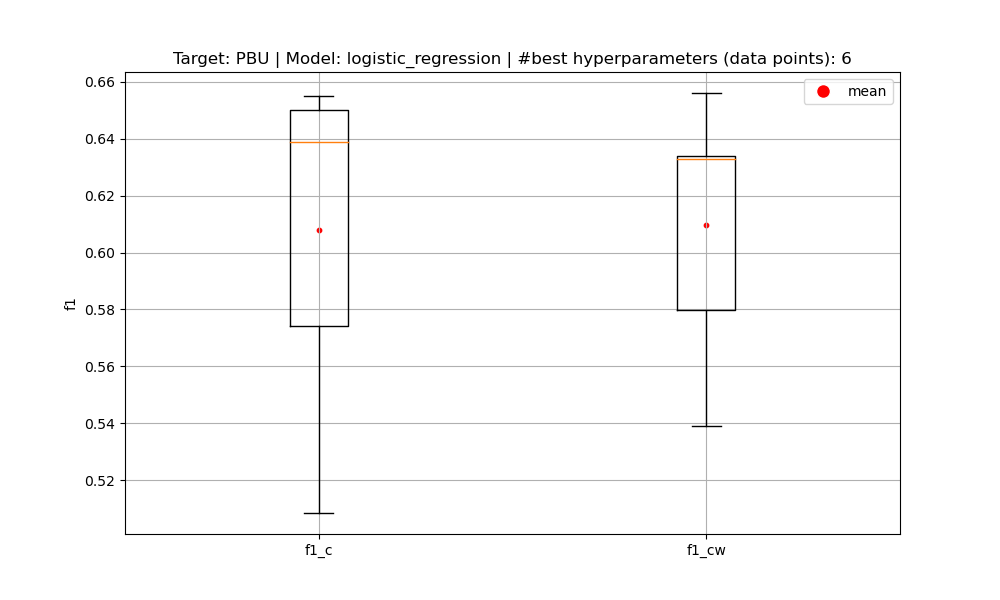 Target: PBU | Model: logistic_regression | #best hyperparameters (data points): 6
mean
0.66
0.64
0.62
0.60
0.58
0.56
0.54
0.52
f1
f1_c
f1_cw